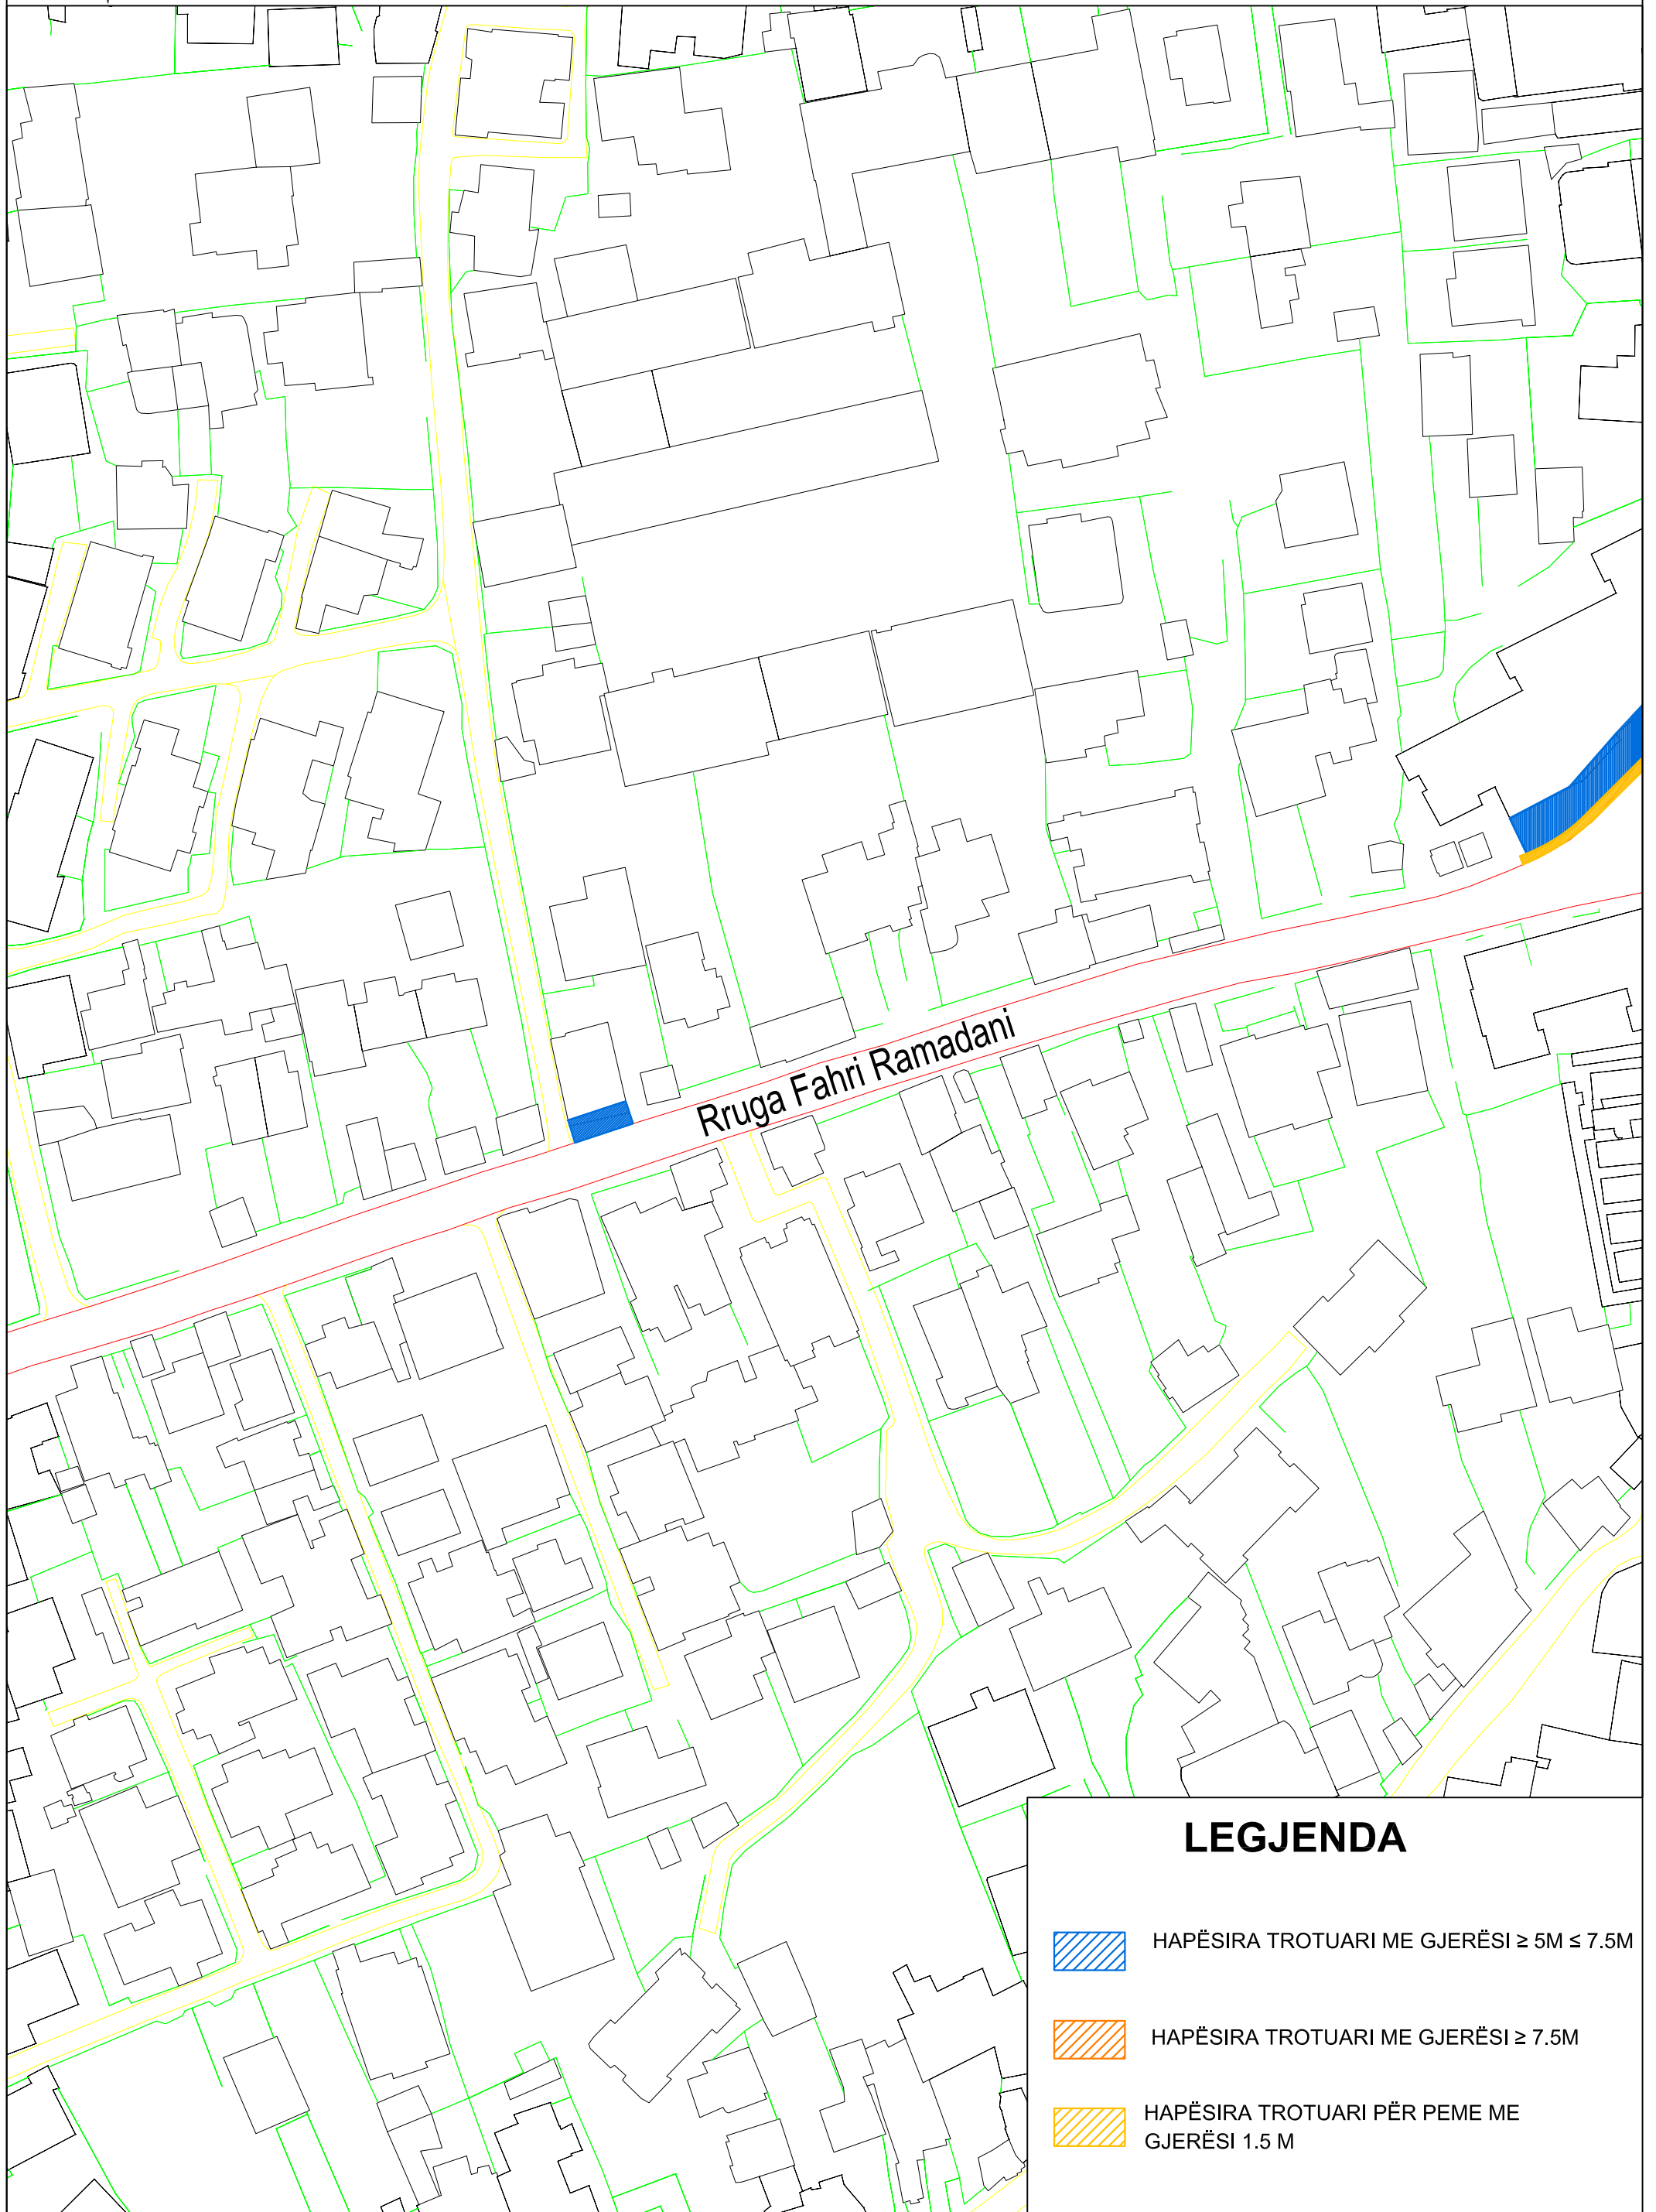 Rruga Fahri Ramadani
LEGJENDA
HAPËSIRA TROTUARI ME GJERËSI ≥ 5M ≤ 7.5M
HAPËSIRA TROTUARI ME GJERËSI ≥ 7.5M
HAPËSIRA TROTUARI PËR PEME ME
GJERËSI 1.5 M